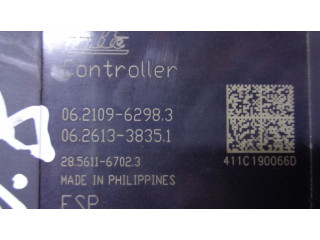 Controller
06.2109-6298.3
06.2613-3835.1
28.5611-6702.3
411C190066D
MADE IN PHILIPPINES
ESP